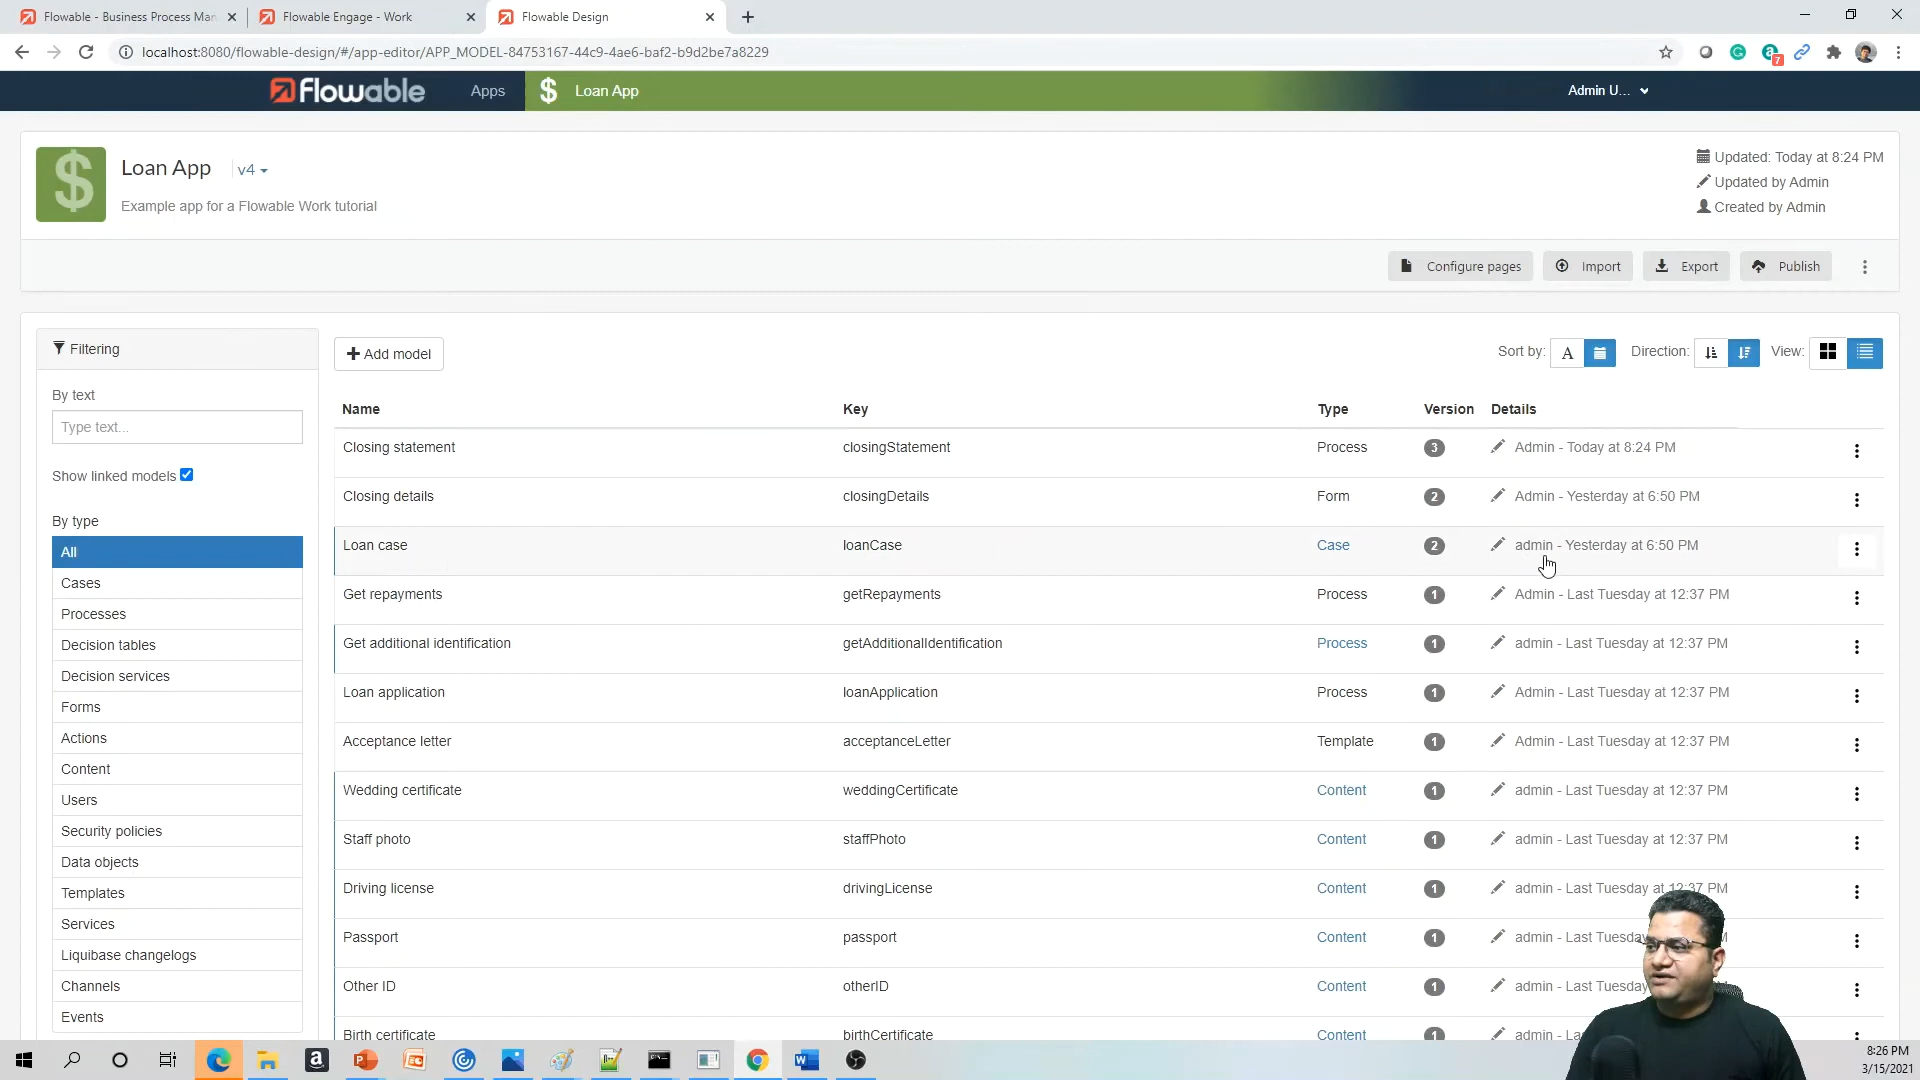 Flowable - Business Process Man
Flowable Engage - Work
Flowable Design
localhost:8080/flowable-design/#/app-editor/APP_MODEL-84753167-44c9-4ae6-baf2-b9d2be7a8229
7
flowable Apps $ Loan App Admin U...
$ Loan App v4
Example app for a Flowable Work tutorial
Updated: Today at 8:24 PM
Updated by Admin
Created by Admin
Configure pages Import Export Publish
Filtering
By text
Type text...
Show linked models
By type
All
Cases
Processes
Decision tables
Decision services
Forms
Actions
Content
Users
Security policies
Data objects
Templates
Services
Liquibase changelogs
Channels
Events
Add model
Sort by: A Direction: View:
Name Key Type Version Details
Closing statement closingStatement Process 3 Admin - Today at 8:24 PM
Closing details closingDetails Form 2 Admin - Yesterday at 6:50 PM
Loan case loanCase Case 2 admin - Yesterday at 6:50 PM
Get repayments getRepayments Process 1 Admin - Last Tuesday at 12:37 PM
Get additional identification getAdditionalIdentification Process 1 admin - Last Tuesday at 12:37 PM
Loan application loanApplication Process 1 Admin - Last Tuesday at 12:37 PM
Acceptance letter acceptanceLetter Template 1 Admin - Last Tuesday at 12:37 PM
Wedding certificate weddingCertificate Content 1 admin - Last Tuesday at 12:37 PM
Staff photo staffPhoto Content 1 admin - Last Tuesday at 12:37 PM
Driving license drivingLicense Content 1 admin - Last Tuesday at 12:37 PM
Passport passport Content 1 admin - Last Tuesday
Other ID otherID Content 1 admin - Last Tuesday
Birth certificate birthCertificate Content 1 admin - La
8:26 PM
3/15/2021